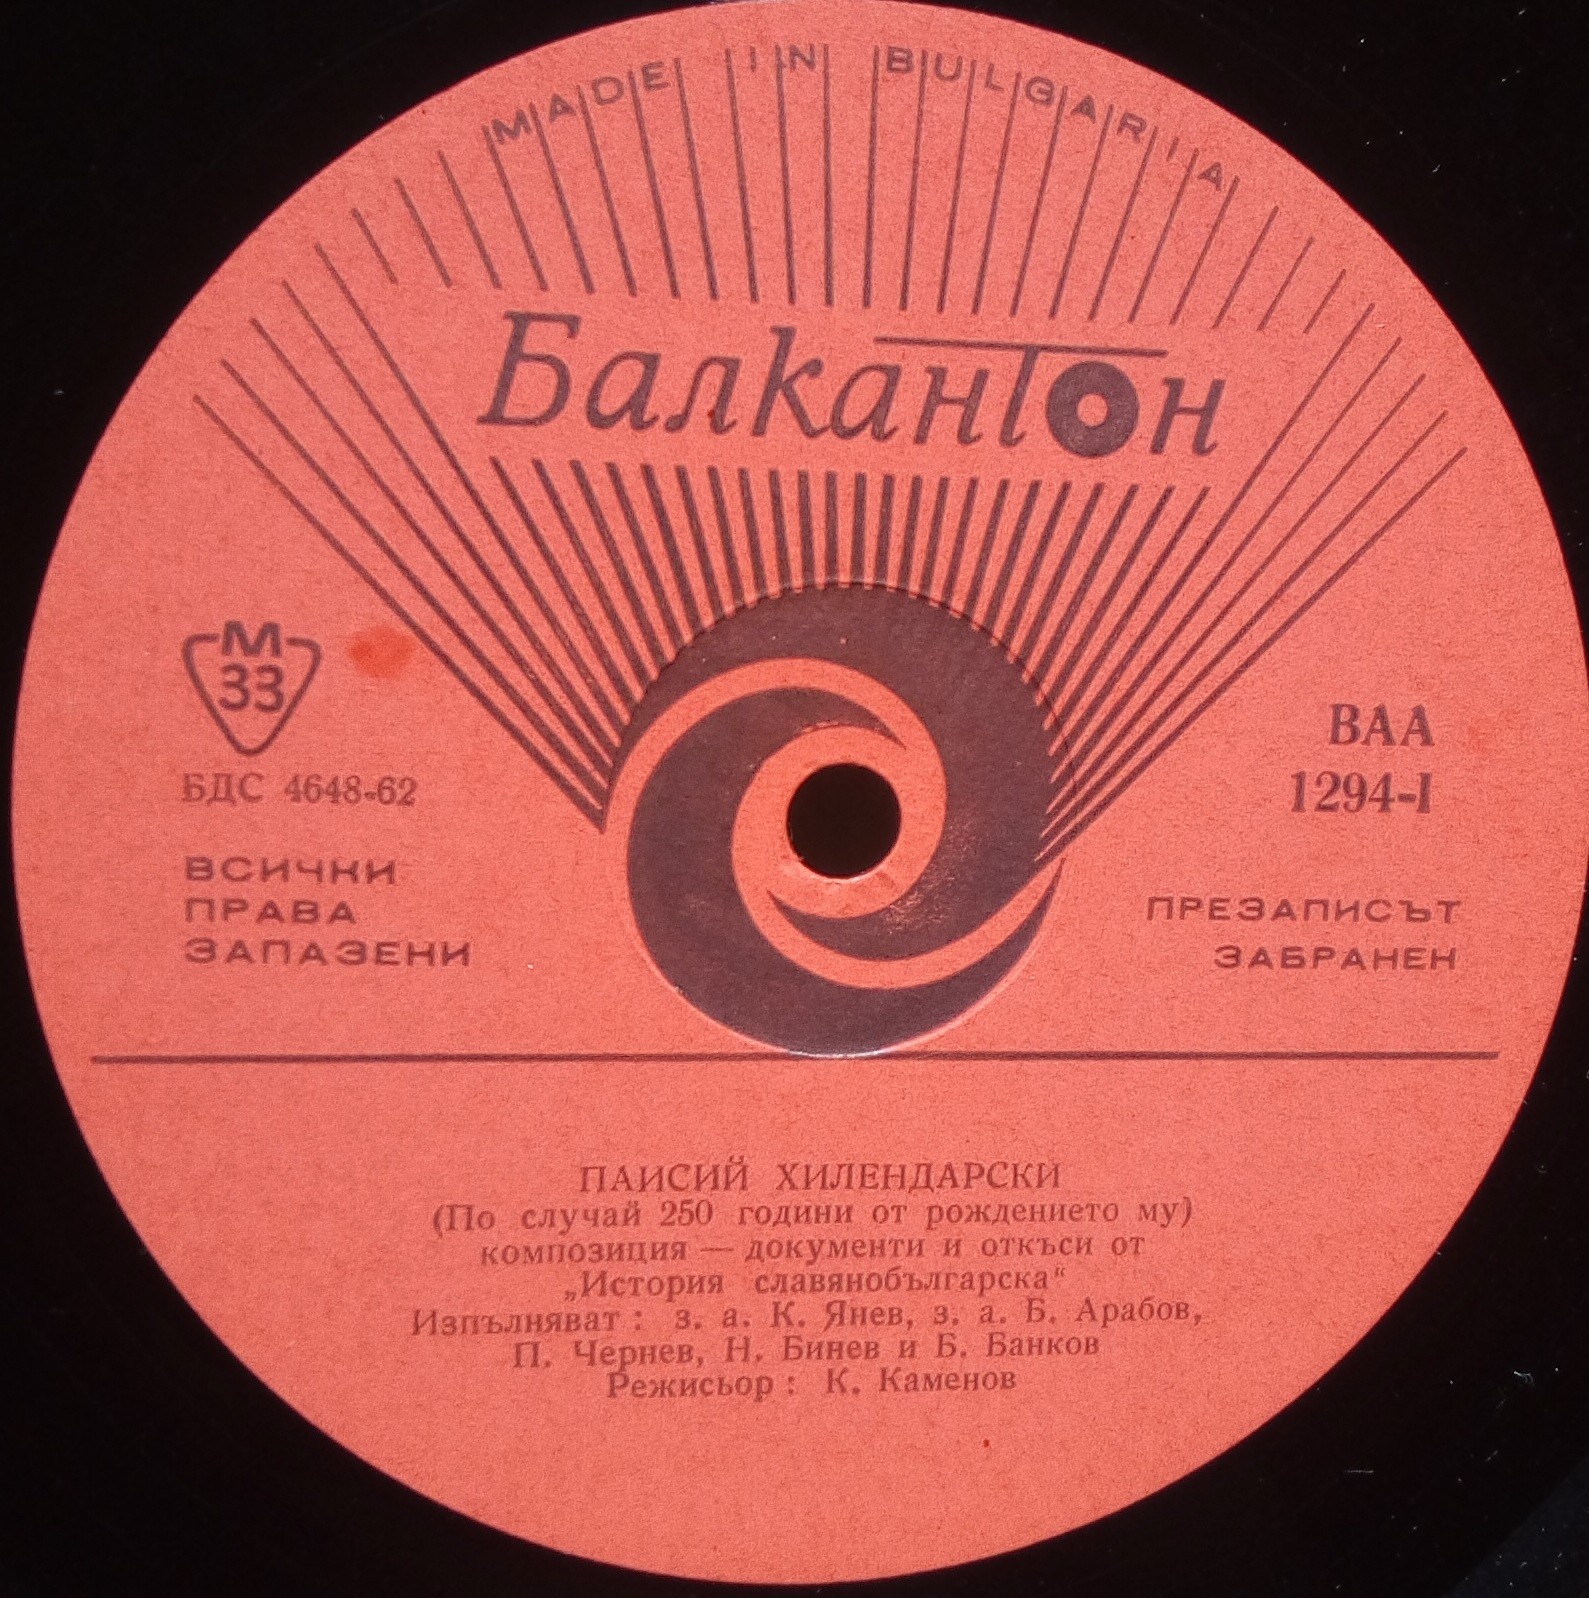 MADE IN BULGARIA
Балкантон
М
33
БДС 4648-62
ВСИЧКИ
ПРАВА
ЗАПАЗЕНИ
ВАА
1294-I
ПРЕЗАПИСЪТ
ЗАБРАНЕН
ПАИСИЙ ХИЛЕНДАРСКИ
(По случай 250 години от рождението му)
композиция — документи и откъси от
„История славянобългарска“
Изпълняват : з. а. К. Янев, з. а. Б. Арабов,
П. Чернев, Н. Бинев и Б. Банков
Режисьор : К. Каменов